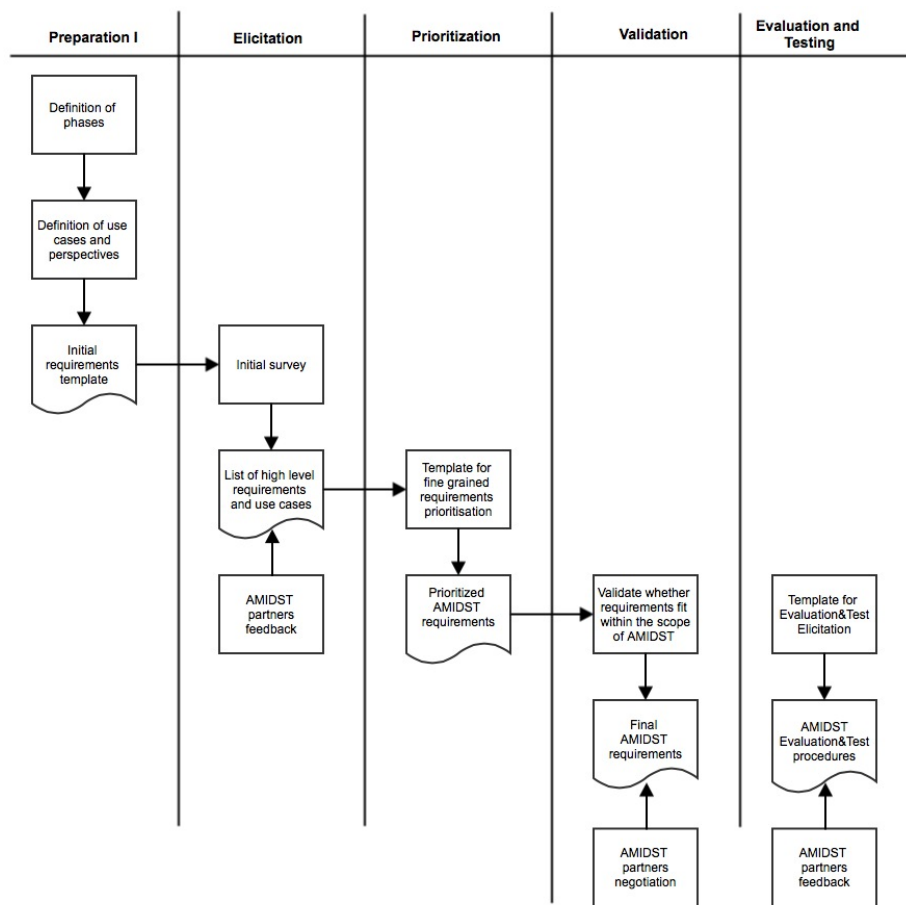 Preparation I
Elicitation
Prioritization
Validation
Evaluation and
Testing
Definition of
phases
Definition of use
cases and
perspectives
Initial
requirements
template
Initial survey
List of high level
requirements
and use cases
AMIDST
partners
feedback
Template for
fine grained
requirements
prioritisation
Prioritized
AMIDST
requirements
Validate whether
requirements fit
within the scope
of AMIDST
Final
AMIDST
requirements
AMIDST
partners
negotiation
Template for
Evaluation&Test
Elicitation
AMIDST
Evaluation&Test
procedures
AMIDST
partners
feedback